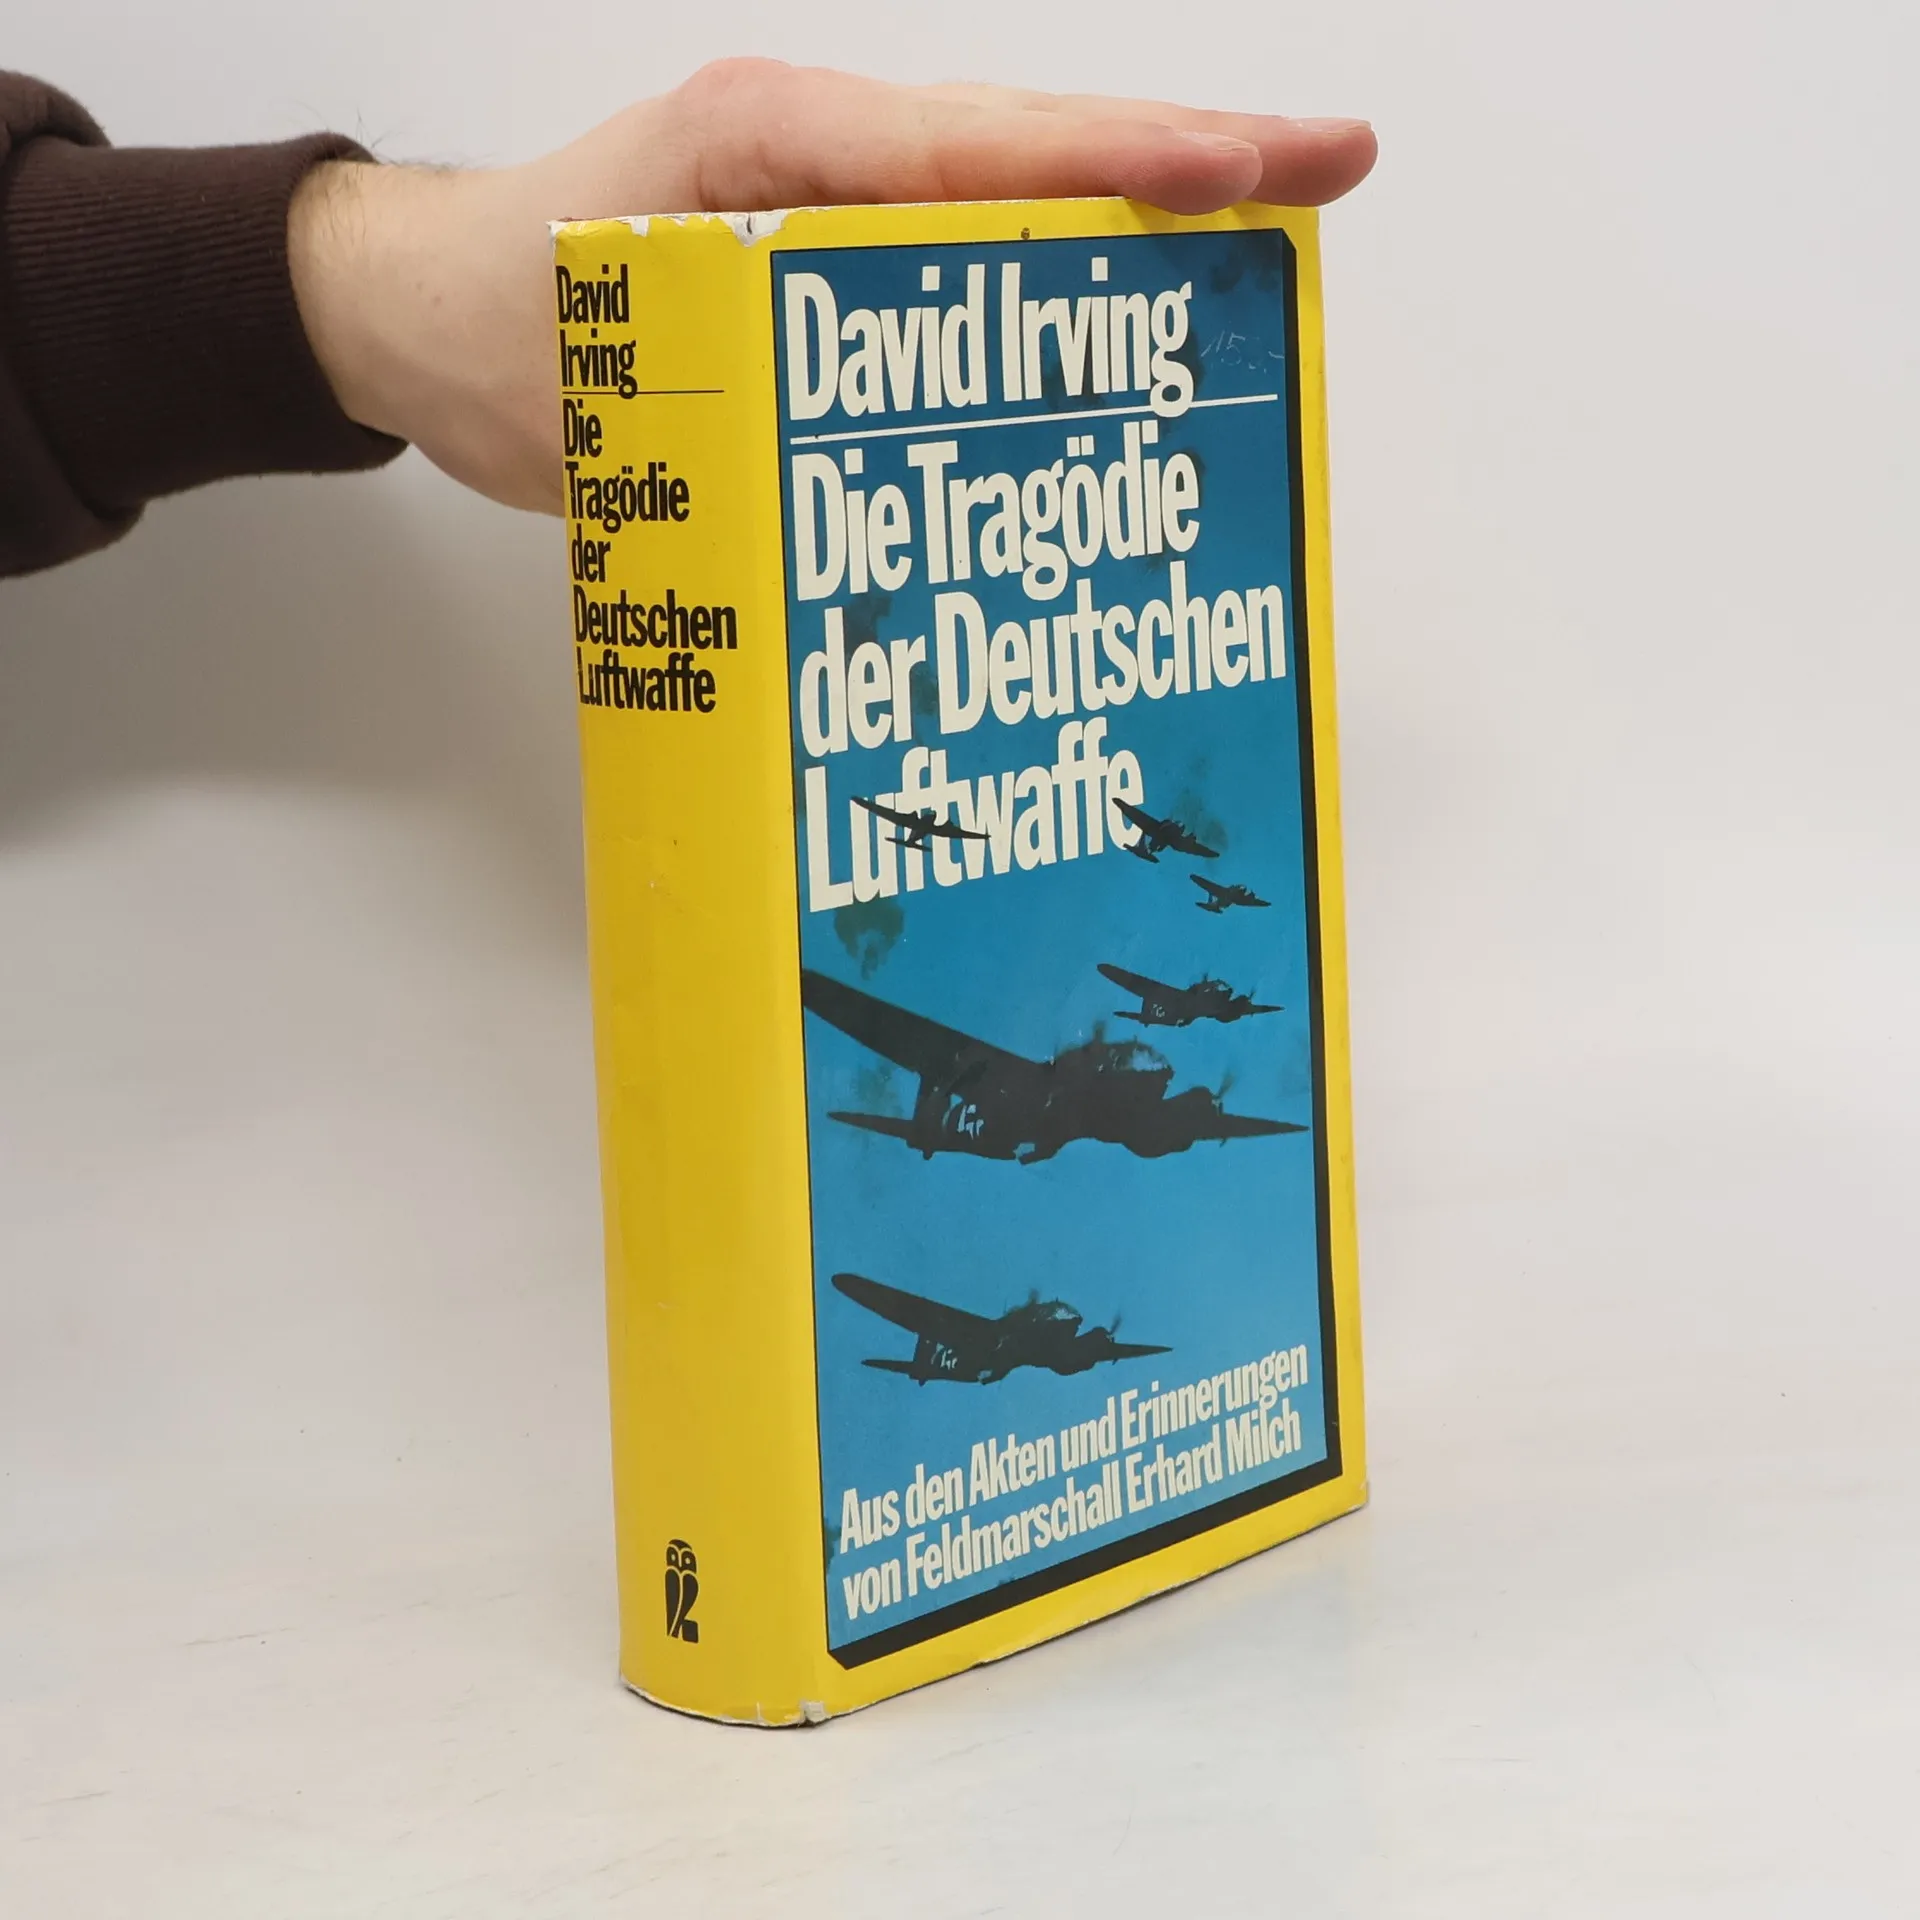 David
Irving
Die
Tragödie
der
Deutschen
Luftwaffe
David Irving
Die Tragödie
der Deutschen
Luftwaffe
Aus den Akten und Erinnerungen
von Feldmarschall Erhard Milch